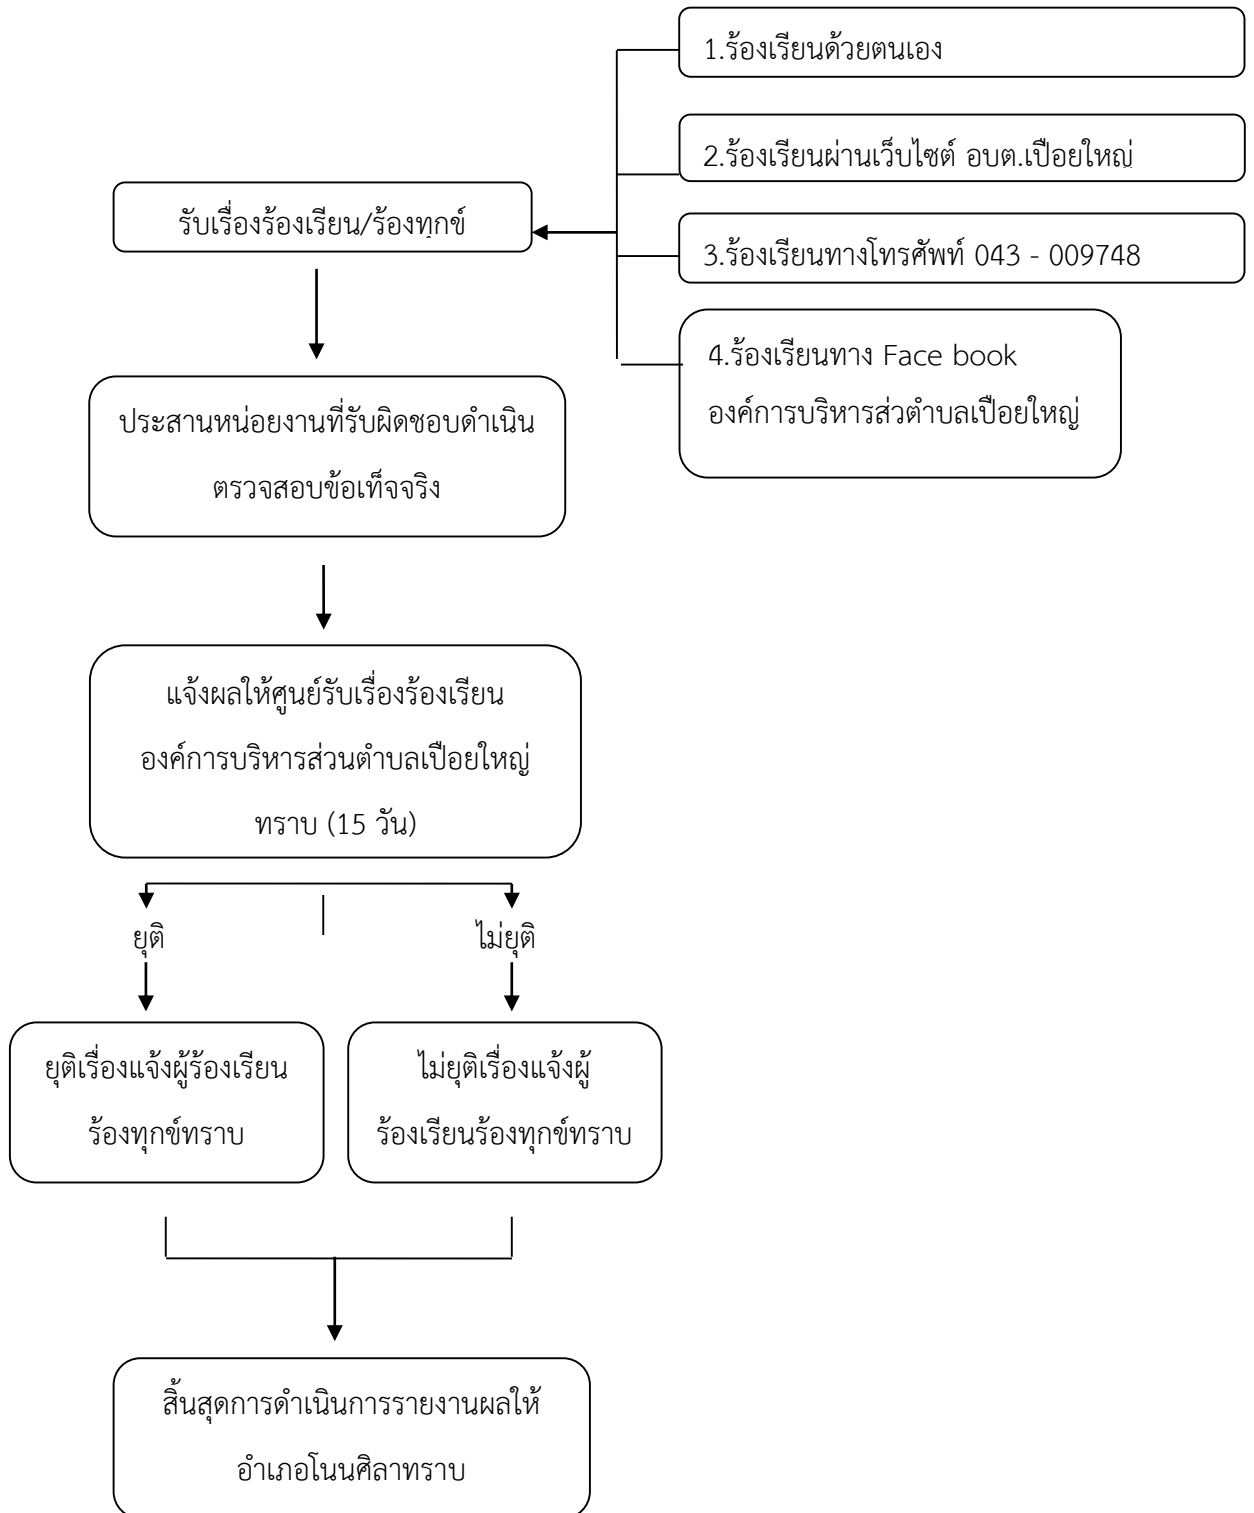 1.ร้องเรียนด้วยตนเอง
2.ร้องเรียนผ่านเว็บไซต์ อบต.เปือยใหญ่
รับเรื่องร้องเรียน/ร้องทุกข์
3.ร้องเรียนทางโทรศัพท์ 043 - 009748
4.ร้องเรียนทาง Face book
องค์การบริหารส่วตำบลเปือยใหญ่
ประสานหน่อยงานที่รับผิดชอบดำเนิน
ตรวจสอบข้อเท็จจริง
แจ้งผลให้ศูนย์รับเรื่องร้องเรียน
องค์การบริหารส่วนตำบลเปือยใหญ่
ทราบ (15 วัน)
ยุติ
ไม่ยุติ
ยุติเรื่องแจ้งผู้ร้องเรียน
ร้องทุกข์ทราบ
ไม่ยุติเรื่องแจ้งผู้
ร้องเรียนร้องทุกข์ทราบ
สิ้นสุดการดำเนินการรายงานผลให้
อำเภอโนนศิลาทราบ